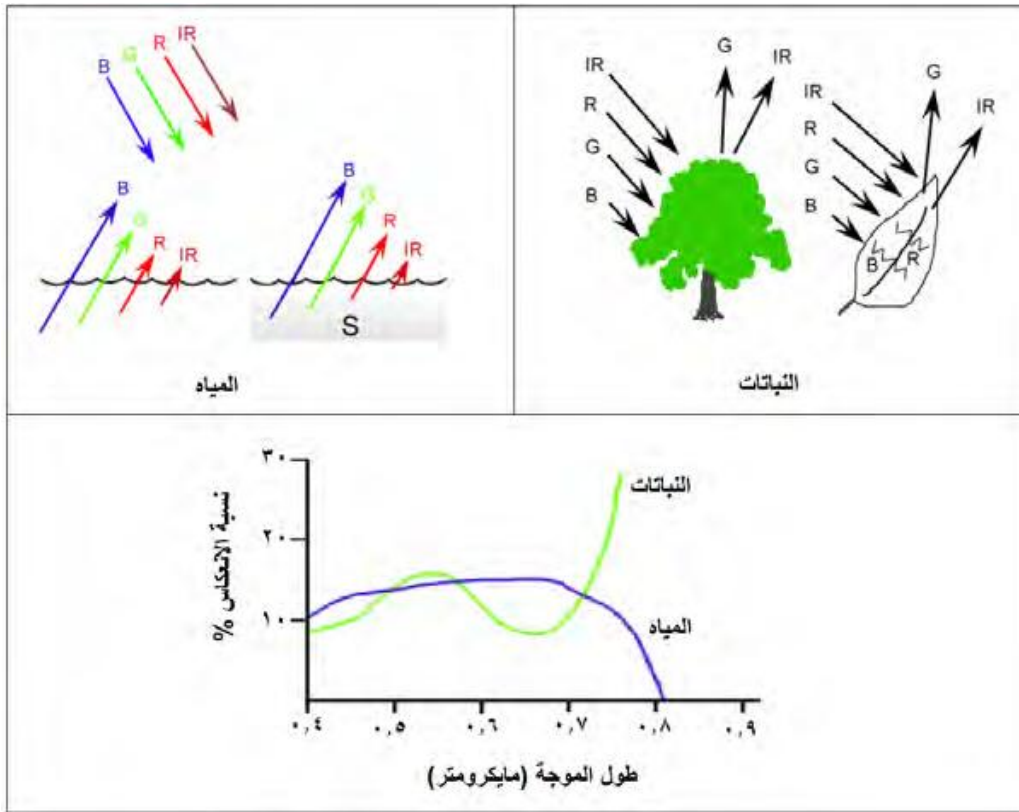 B G R IR
B G R IR
B G R IR
S
المياه
IR R G B
G IR
IR R G B
G IR
B R
النباتات
نسبة الانعكاس %
٣٠
٢٠
١٠
النباتات
المياه
٠,٤ ٠,٥ ٠,٦ ٠,٧ ٠,٨ ٠,٩
طول الموجة (مايكرومتر)